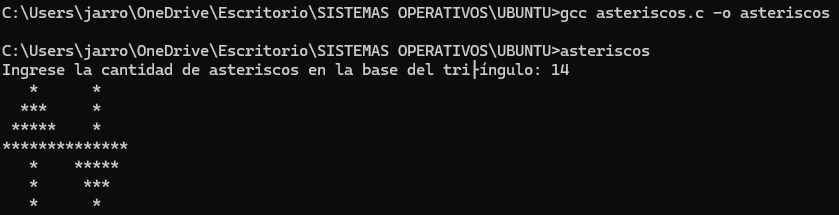 C:\Users\jarro\OneDrive\Escritorio\SISTEMAS OPERATIVOS\UBUNTU>gcc asteriscos.c -o asteriscos
C:\Users\jarro\OneDrive\Escritorio\SISTEMAS OPERATIVOS\UBUNTU>asteriscos
Ingrese la cantidad de asteriscos en la base del tri├íngulo: 14
   *      *
  ***     *
 *****    *
**************
   *    *****
   *     ***
   *      *